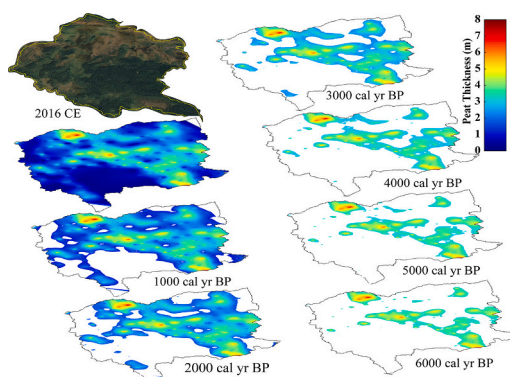 2016 CE
1000 cal yr BP
2000 cal yr BP
3000 cal yr BP
4000 cal yr BP
5000 cal yr BP
6000 cal yr BP
8
7
6
5
4
3
2
1
0
Peat Thickness (m)